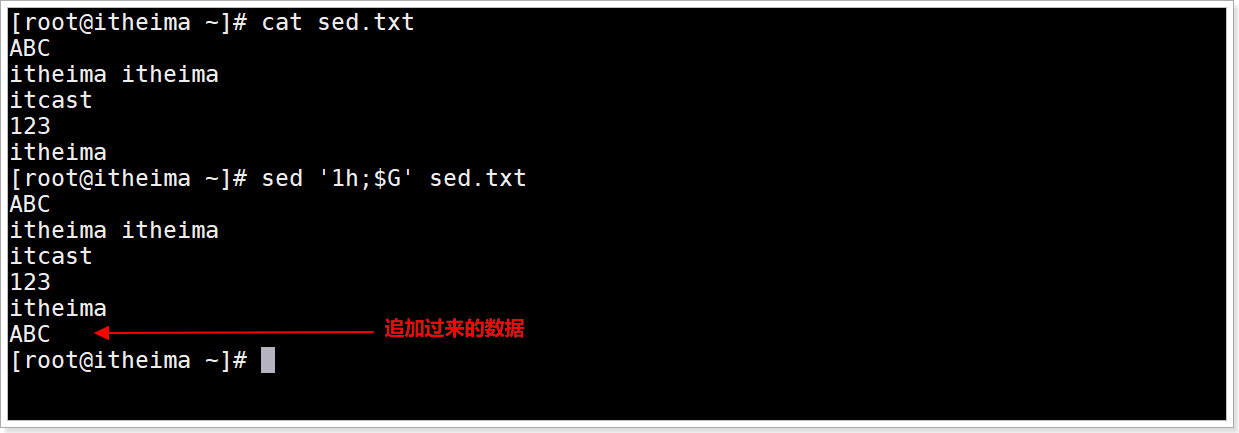 [root@itheima ~]# cat sed.txt
ABC
itheima itheima
itcast
123
itheima
[root@itheima ~]# sed '1h;$G' sed.txt
ABC
itheima itheima
itcast
123
itheima
ABC 追加过来的数据
[root@itheima ~]#